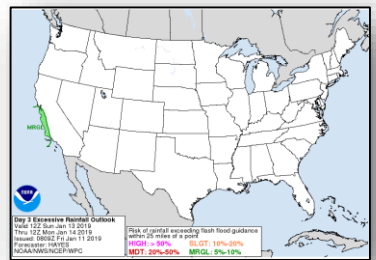 MRGL
noaa
Day 3 Excessive Rainfall Outlook
Valid 12Z Sun Jan 13 2019
Thru 12Z Mon Jan 14 2019
Issued: 0809Z Fri Jan 11 2019
Forecaster: HAYES
NOAA/NWS/NCEP/WPC
Risk of rainfall exceeding flash flood guidance
within 25 miles of a point
HIGH: > 50% SLGT: 10%-20%
MDT: 20%-50% MRGL: 5%-10%